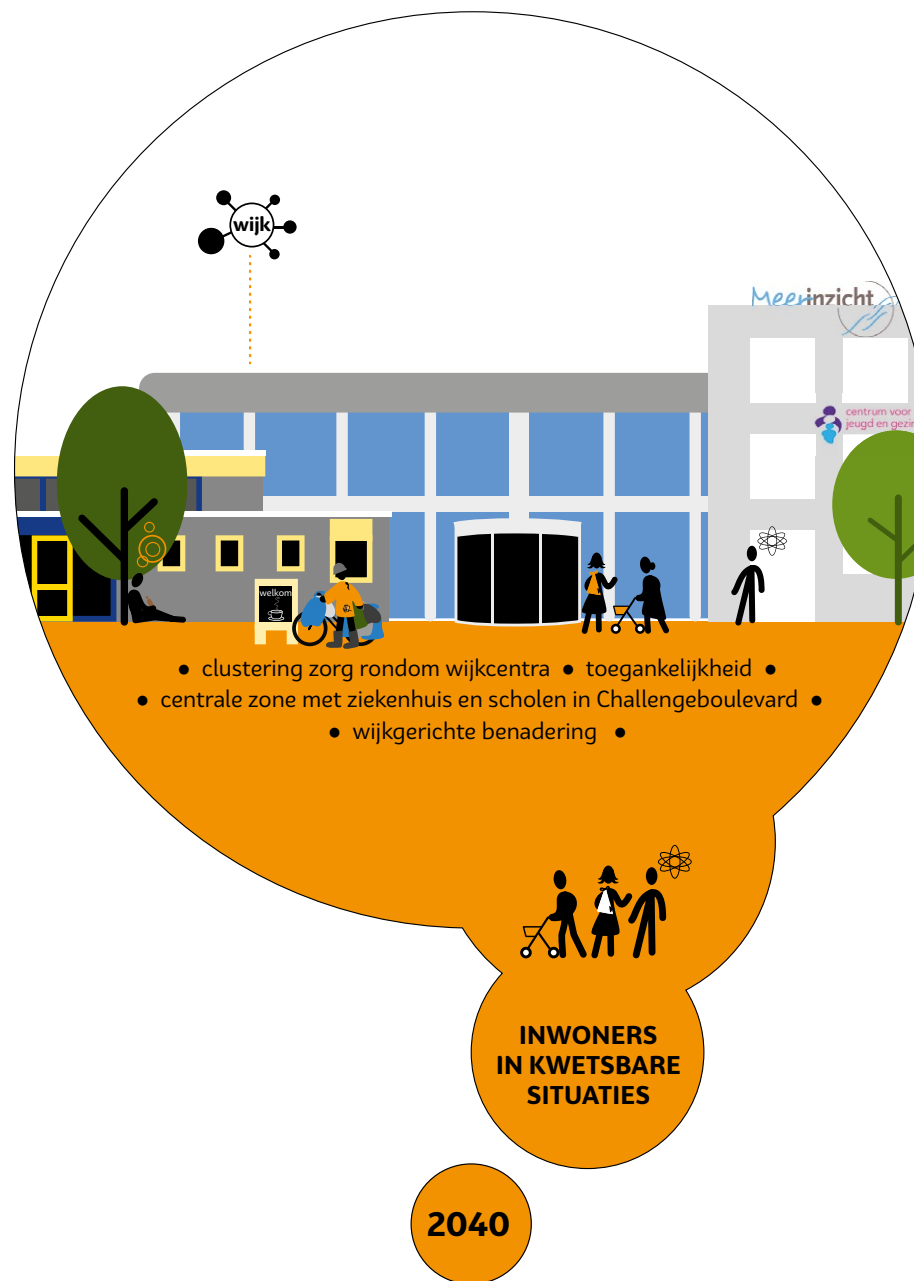 wijk
Meerinzicht
centrum voor
jeugd en gezin
welkom
• clustering zorg rondom wijkcentra • toegankelijkheid •
• centrale zone met ziekenhuis en scholen in Challengeboulevard •
• wijkgerichte benadering •
INWONERS
IN KWETSBARE
SITUATIES
2040